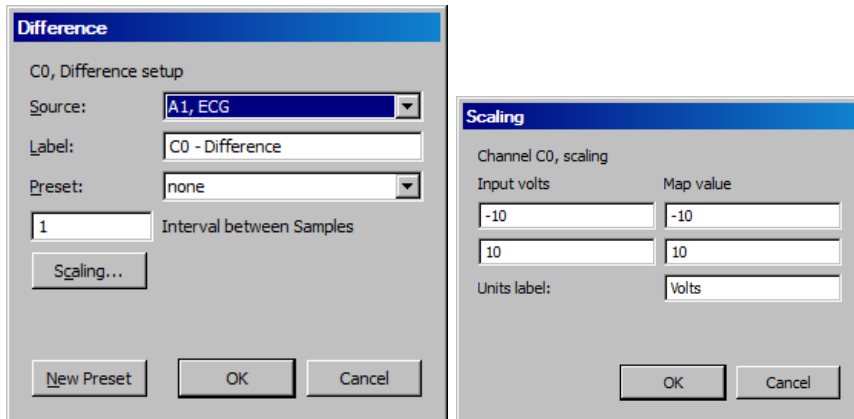 Difference
C0, Difference setup
Source: A1, ECG
Label: C0 - Difference
Preset: none
1 Interval between Samples
Scaling...
New Preset OK Cancel
Scaling
Channel C0, scaling
Input volts Map value
-10 -10
10 10
Units label: Volts
OK Cancel